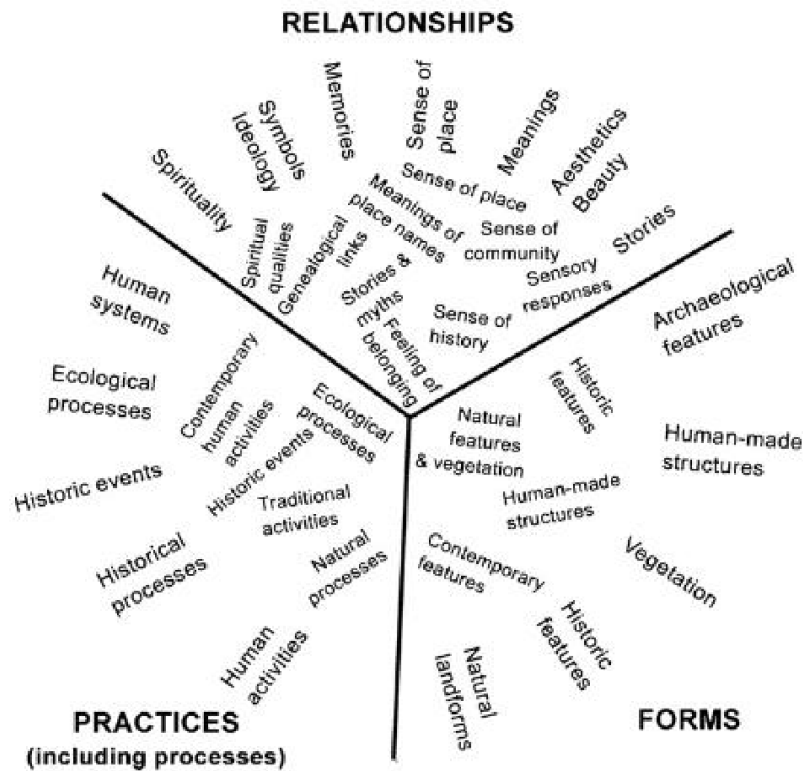 RELATIONSHIPS
Spirituality
Symbols
Ideology
Memories
Sense of
place
Meanings
Aesthetics
Beauty
Stories
Spiritual
qualities
Genealogical
links
Meanings of
place names
Sense of place
Sense of
community
Sensory
responses
Stories &
myths
Sense of
history
Feeling of
belonging
Human
systems
Ecological
processes
Historic events
Historical
processes
Human
activities
Contemporary
human
activities
Ecological
processes
Historic events
Traditional
activities
Natural
processes
PRACTICES
(including processes)
Archaeological
features
Historic
features
Natural
features
& vegetation
Human-made
structures
Human-made
structures
Contemporary
features
Vegetation
Historic
features
Natural
landforms
FORMS